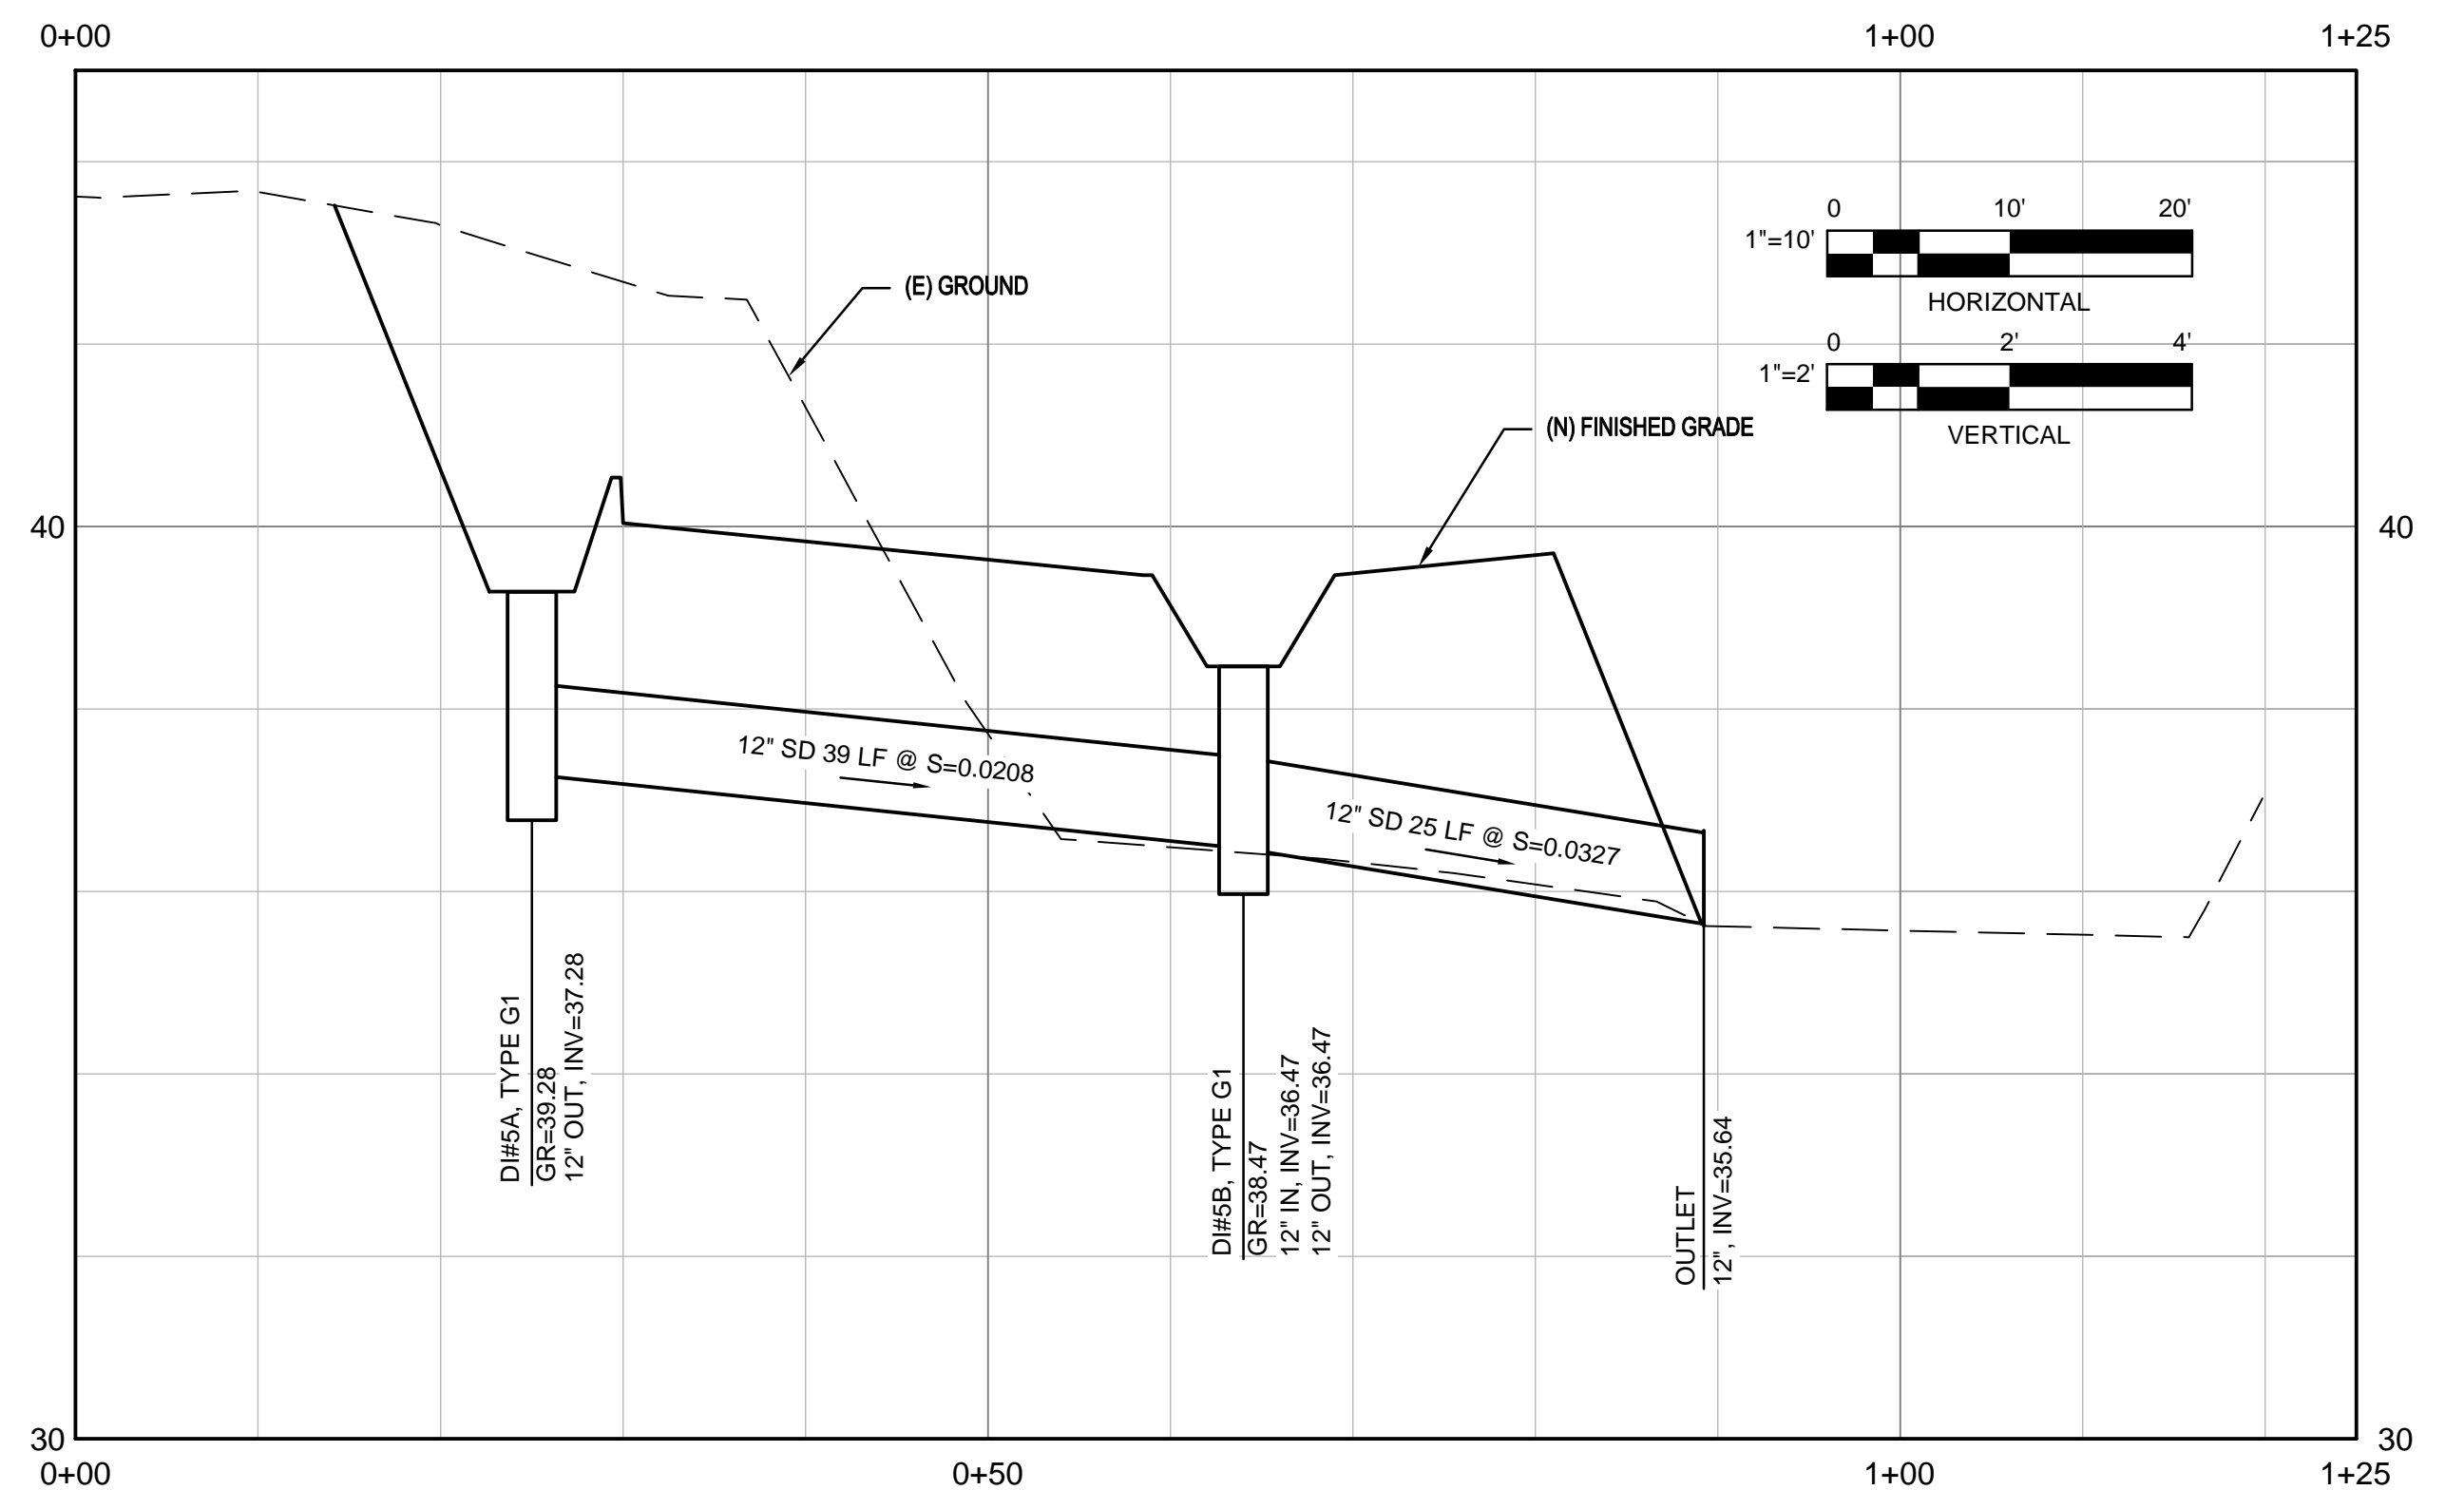 0+00
1+00
1+25
0
10'
20'
1"=10'
HORIZONTAL
0
2'
4'
1"=2'
VERTICAL
(E) GROUND
(N) FINISHED GRADE
40
40
12" SD 39 LF @ S=0.0208
12" SD 25 LF @ S=0.0327
DI#5A, TYPE G1
GR=39.28
12" OUT, INV=37.28
DI#5B, TYPE G1
GR=38.47
12" IN, INV=36.47
12" OUT, INV=36.47
OUTLET
12", INV=35.64
30
30
0+00
0+50
1+00
1+25